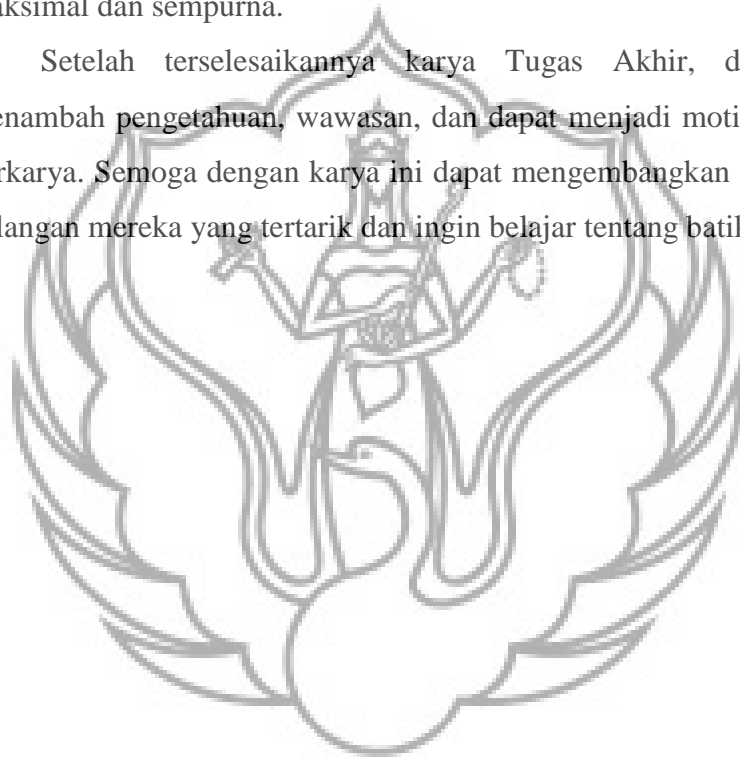 aksimal dan sempurna.
Setelah terselesaikannya karya Tugas Akhir, d
enambah pengetahuan, wawasan, dan dapat menjadi moti
rkarya. Semoga dengan karya ini dapat mengembangkan
langan mereka yang tertarik dan ingin belajar tentang batil